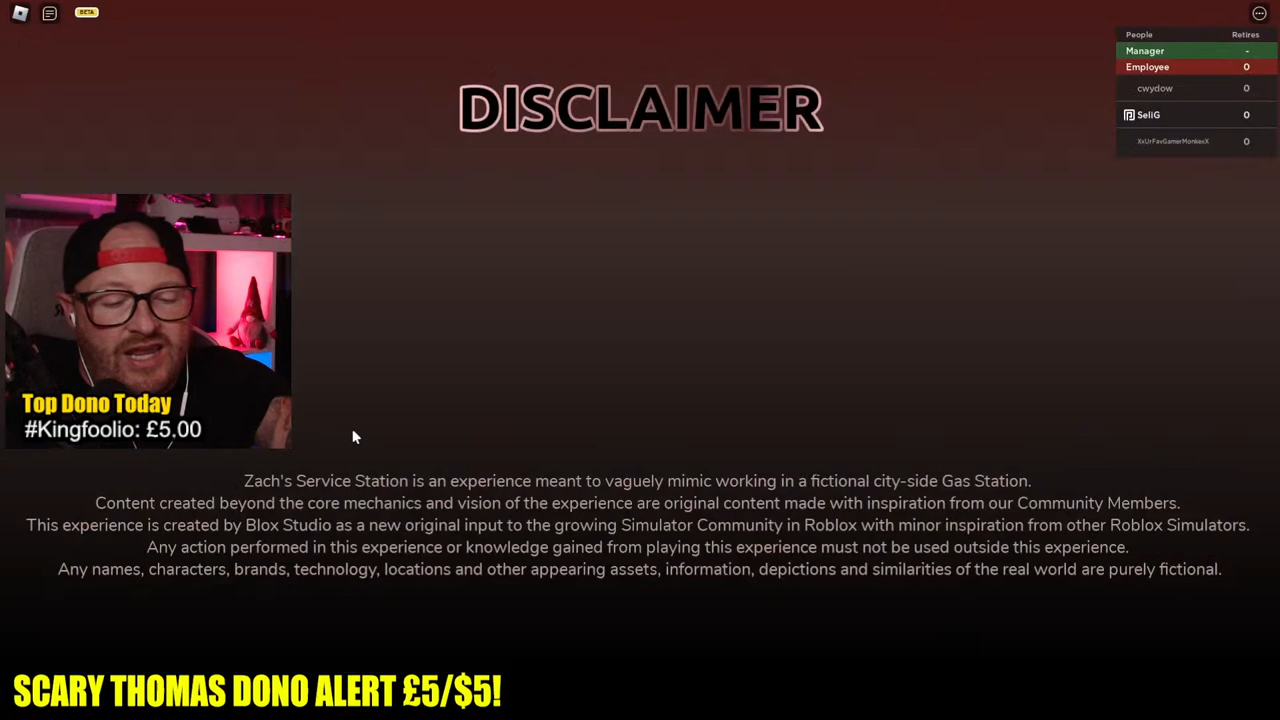 BETA
People Retires
Manager -
Employee 0
cwydow 0
SeliG 0
XxUrFavGamerMonkexX 0
DISCLAIMER
Top Dono Today
#Kingfoolio: £5.00
Zach's Service Station is an experience meant to vaguely mimic working in a fictional city-side Gas Station.
Content created beyond the core mechanics and vision of the experience are original content made with inspiration from our Community Members.
This experience is created by Blox Studio as a new original input to the growing Simulator Community in Roblox with minor inspiration from other Roblox Simulators.
Any action performed in this experience or knowledge gained from playing this experience must not be used outside this experience.
Any names, characters, brands, technology, locations and other appearing assets, information, depictions and similarities of the real world are purely fictional.
SCARY THOMAS DONO ALERT £5/$5!